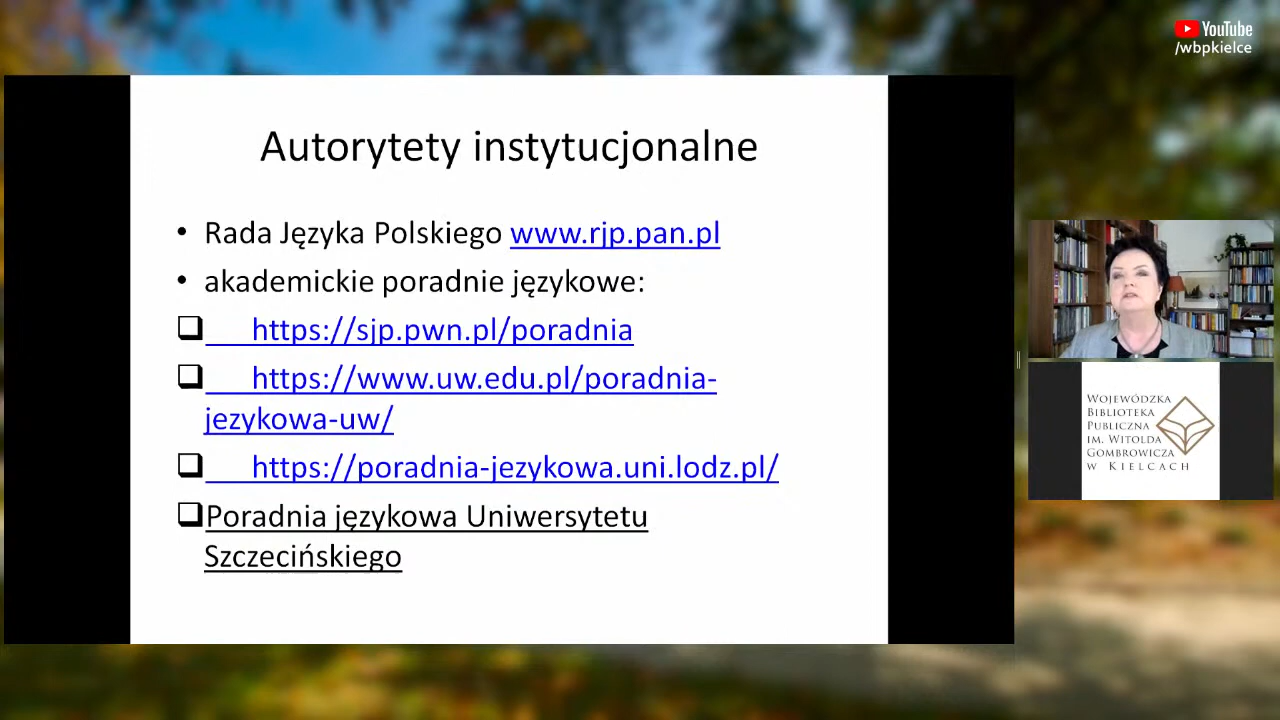 YouTube
/wbpkielce
Autorytety instytucjonalne
• Rada Języka Polskiego www.rjp.pan.pl
• akademickie poradnie językowe:
❑ https://sjp.pwn.pl/poradnia
❑ https://www.uw.edu.pl/poradnia-
jezykowa-uw/
❑ https://poradnia-jezykowa.uni.lodz.pl/
❑Poradnia językowa Uniwersytetu
Szczecińskiego
WOJEWÓDZKA
BIBLIOTEKA
PUBLICZNA
IM. WITOLDA
GOMBROWICZA
W KIELCACH